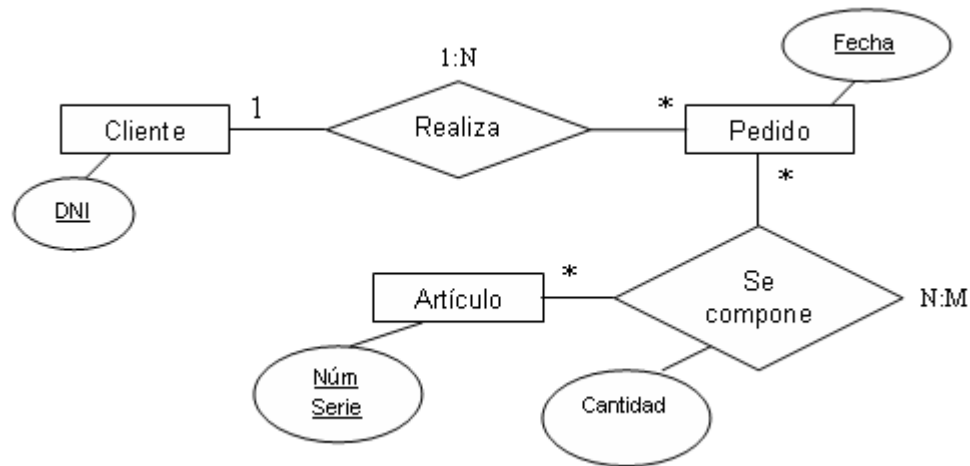 Fecha
1:N
Cliente
1
Realiza
*
Pedido
*
DNI
Artículo
*
Se
compone
N:M
Núm
Serie
Cantidad